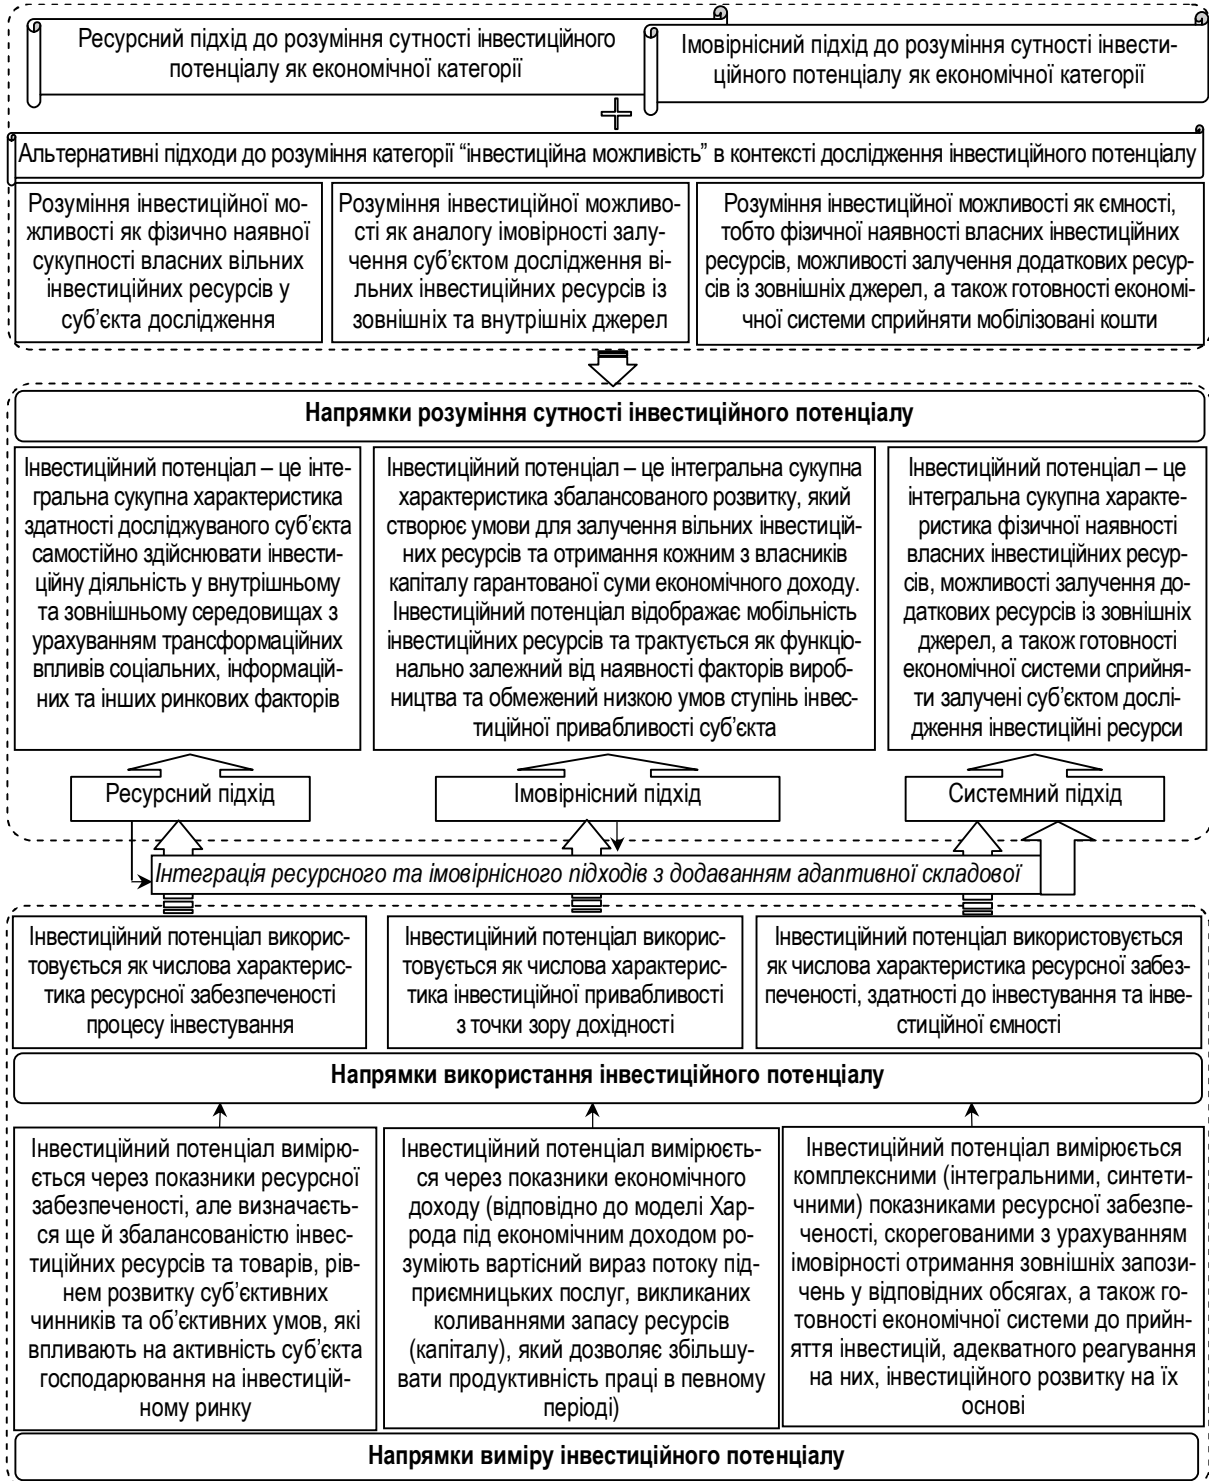 Ресурсний підхід до розуміння сутності інвестиційного
потенціалу як економічної категорії
Імовірнісний підхід до розуміння сутності інвести-
ційного потенціалу як економічної категорії
Альтернативні підходи до розуміння категорії “інвестиційна можливість” в контексті дослідження інвестиційного потенціалу
Розуміння інвестиційної мо-
жливості як фізично наявної
сукупності власних вільних
інвестиційних ресурсів у
суб’єкта дослідження
Розуміння інвестиційної можливо-
сті як аналогу імовірності залу-
чення суб’єктом дослідження ві-
льних інвестиційних ресурсів із
зовнішніх та внутрішніх джерел
Розуміння інвестиційної можливості як ємності,
тобто фізичної наявності власних інвестиційних
ресурсів, можливості залучення додаткових ресур-
сів із зовнішніх джерел, а також готовності економі-
чної системи сприйняти мобілізовані кошти
Напрямки розуміння сутності інвестиційного потенціалу
Інвестиційний потенціал – це інте-
гральна сукупна характеристика
здатності досліджуваного суб’єкта
самостійно здійснювати інвести-
ційну діяльність у внутрішньому
та зовнішньому середовищах з
урахуванням трансформаційних
впливів соціальних, інформацій-
них та інших ринкових факторів
Інвестиційний потенціал – це інтегральна сукупна
характеристика збалансованого розвитку, який
створює умови для залучення вільних інвестицій-
них ресурсів та отримання кожним з власників
капіталу гарантованої суми економічного доходу.
Інвестиційний потенціал відображає мобільність
інвестиційних ресурсів та трактується як функціо-
нально залежний від наявності факторів вироб-
ництва та обмежений низкою умов ступінь інвес-
тиційної привабливості суб’єкта
Інвестиційний потенціал – це
інтегральна сукупна характе-
ристика фізичної наявності
власних інвестиційних ресур-
сів, можливості залучення до-
даткових ресурсів із зовнішніх
джерел, а також готовності
економічної системи сприйня-
ти залучені суб’єктом дослі-
дження інвестиційні ресурси
Ресурсний підхід
Імовірнісний підхід
Системний підхід
Інтеграція ресурсного та імовірнісного підходів з додаванням адаптивної складової
Інвестиційний потенціал викорис-
товується як числова характерис-
тика ресурсної забезпеченості
процесу інвестування
Інвестиційний потенціал викорис-
товується як числова характерис-
тика інвестиційної привабливості
з точки зору дохідності
Інвестиційний потенціал використовується
як числова характеристика ресурсної забез-
печеності, здатності до інвестування та інве-
стиційної ємності
Напрямки використання інвестиційного потенціалу
Інвестиційний потенціал вимірю-
ється через показники ресурсної
забезпеченості, але визначаєть-
ся ще й збалансованістю інвес-
тиційних ресурсів та товарів, рів-
нем розвитку суб’єктивних
чинників та об’єктивних умов, які
впливають на активність суб’єкта
господарювання на інвестицій-
ному ринку
Інвестиційний потенціал вимірюєть-
ся через показники економічного
доходу (відповідно до моделі Хар-
рода під економічним доходом ро-
зуміють вартісний вираз потоку під-
приємницьких послуг, викликаних
коливаннями запасу ресурсів
(капіталу), який дозволяє збільшу-
вати продуктивність праці в певному
періоді)
Інвестиційний потенціал вимірюється
комплексними (інтегральними, синтети-
чними) показниками ресурсної забезпе-
ченості, скорегованими з урахуванням
імовірності отримання зовнішніх запози-
чень у відповідних обсягах, а також го-
товності економічної системи до прийн-
яття інвестицій, адекватного реагування
на них, інвестиційного розвитку на їх
основі
Напрямки виміру інвестиційного потенціалу